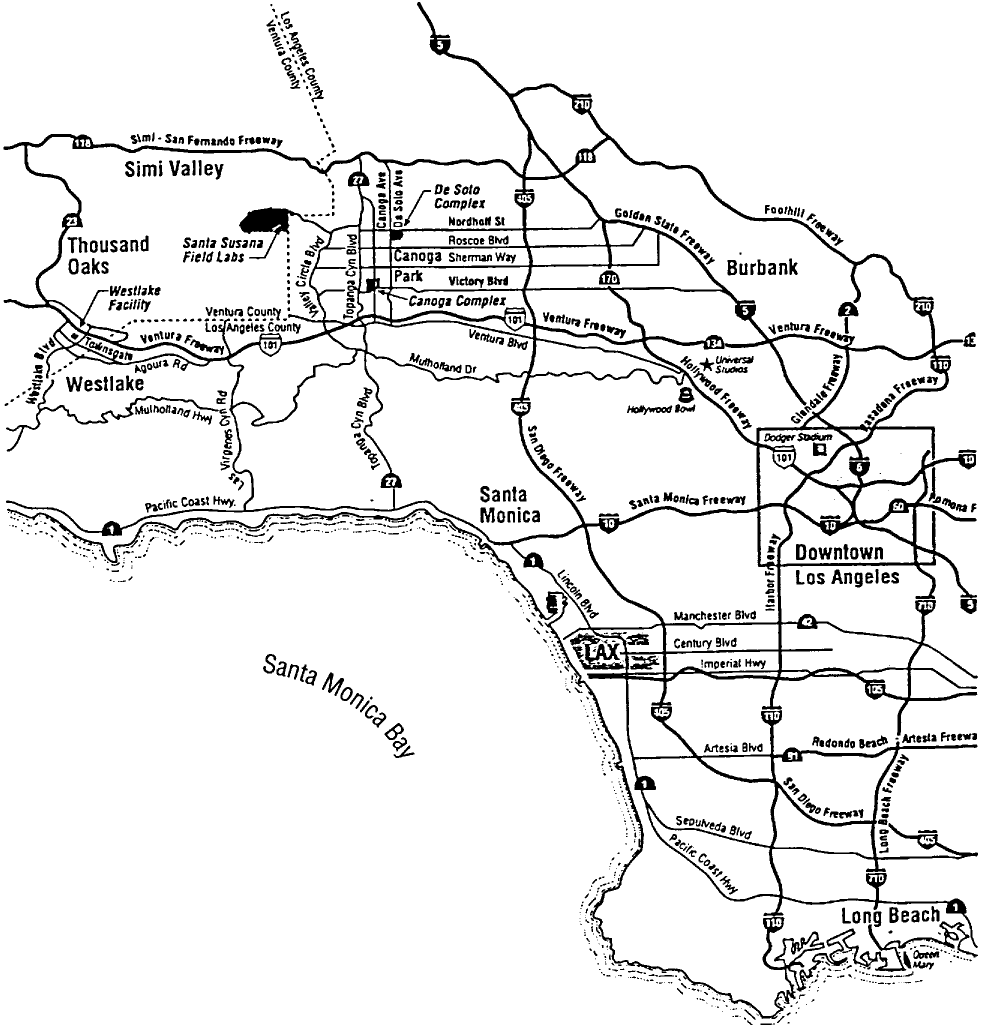 Los Angeles County
Ventura County
5
210
118
Simi - San Fernando Freeway
118
Simi Valley
27
Canoga Ave
De Soto Ave
De Soto
Complex
405
Nordhoff St
Golden State Freeway
Foothill Freeway
23
Thousand
Oaks
Santa Susana
Field Labs
Valley Circle Blvd
Topanga Cyn Blvd
Roscoe Blvd
Canoga
Park
Sherman Way
Victory Blvd
170
Burbank
Westlake
Facility
Canoga Complex
Ventura County
Los Angeles County
5
2
210
Townsgate
Ventura Freeway
101
101
Ventura Freeway
Ventura Blvd
134
Ventura Freeway
Westlake Blvd
Agoura Rd
Westlake
Mulholland Dr
Universal
Studios
Hollywood Freeway
Glendale Freeway
Pasadena Freeway
110
Mulholland Hwy
Las Virgenes Cyn Rd
Topanga Cyn Blvd
405
Hollywood Bowl
Dodger Stadium
101
San Diego Freeway
27
10
Pacific Coast Hwy.
1
Santa
Monica
Santa Monica Freeway
10
10
60
Pomona F
Downtown
Los Angeles
Harbor Freeway
1
Lincoln Blvd
710
5
Manchester Blvd
42
LAX
Century Blvd
Imperial Hwy
105
Santa Monica Bay
405
110
Artesia Blvd
91
Redondo Beach
Artesia Freewa
1
San Diego Freeway
Long Beach Freeway
Sepulveda Blvd
405
Pacific Coast Hwy
710
110
Long Beach
1
Queen
Mary